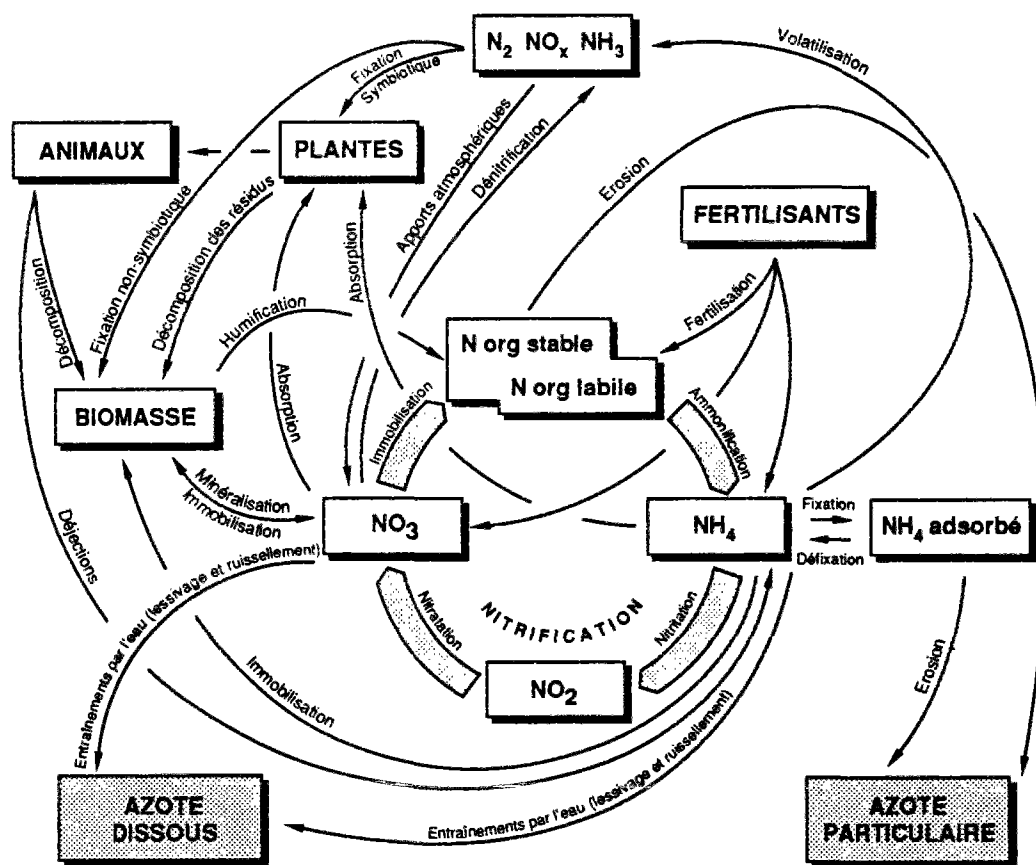 N₂ NOₓ NH₃
Volatilisation
Fixation
Symbiotique
ANIMAUX
PLANTES
Apports atmosphériques
Dénitrification
Erosion
FERTILISANTS
Fixation non-symbiotique
Décomposition des résidus
Absorption
Décomposition
Humification
Fertilisation
N org stable
N org labile
BIOMASSE
Absorption
Immobilisation
Ammonification
Minéralisation
Immobilisation
NO₃
NH₄
Fixation
Défixation
NH₄ adsorbé
Déjections
Entraînements par l'eau (lessivage et ruissellement)
Nitratation
NITRIFICATION
Nitritation
NO₂
Immobilisation
Erosion
Entraînements par l'eau (lessivage et ruissellement)
AZOTE
DISSOUS
AZOTE
PARTICULAIRE